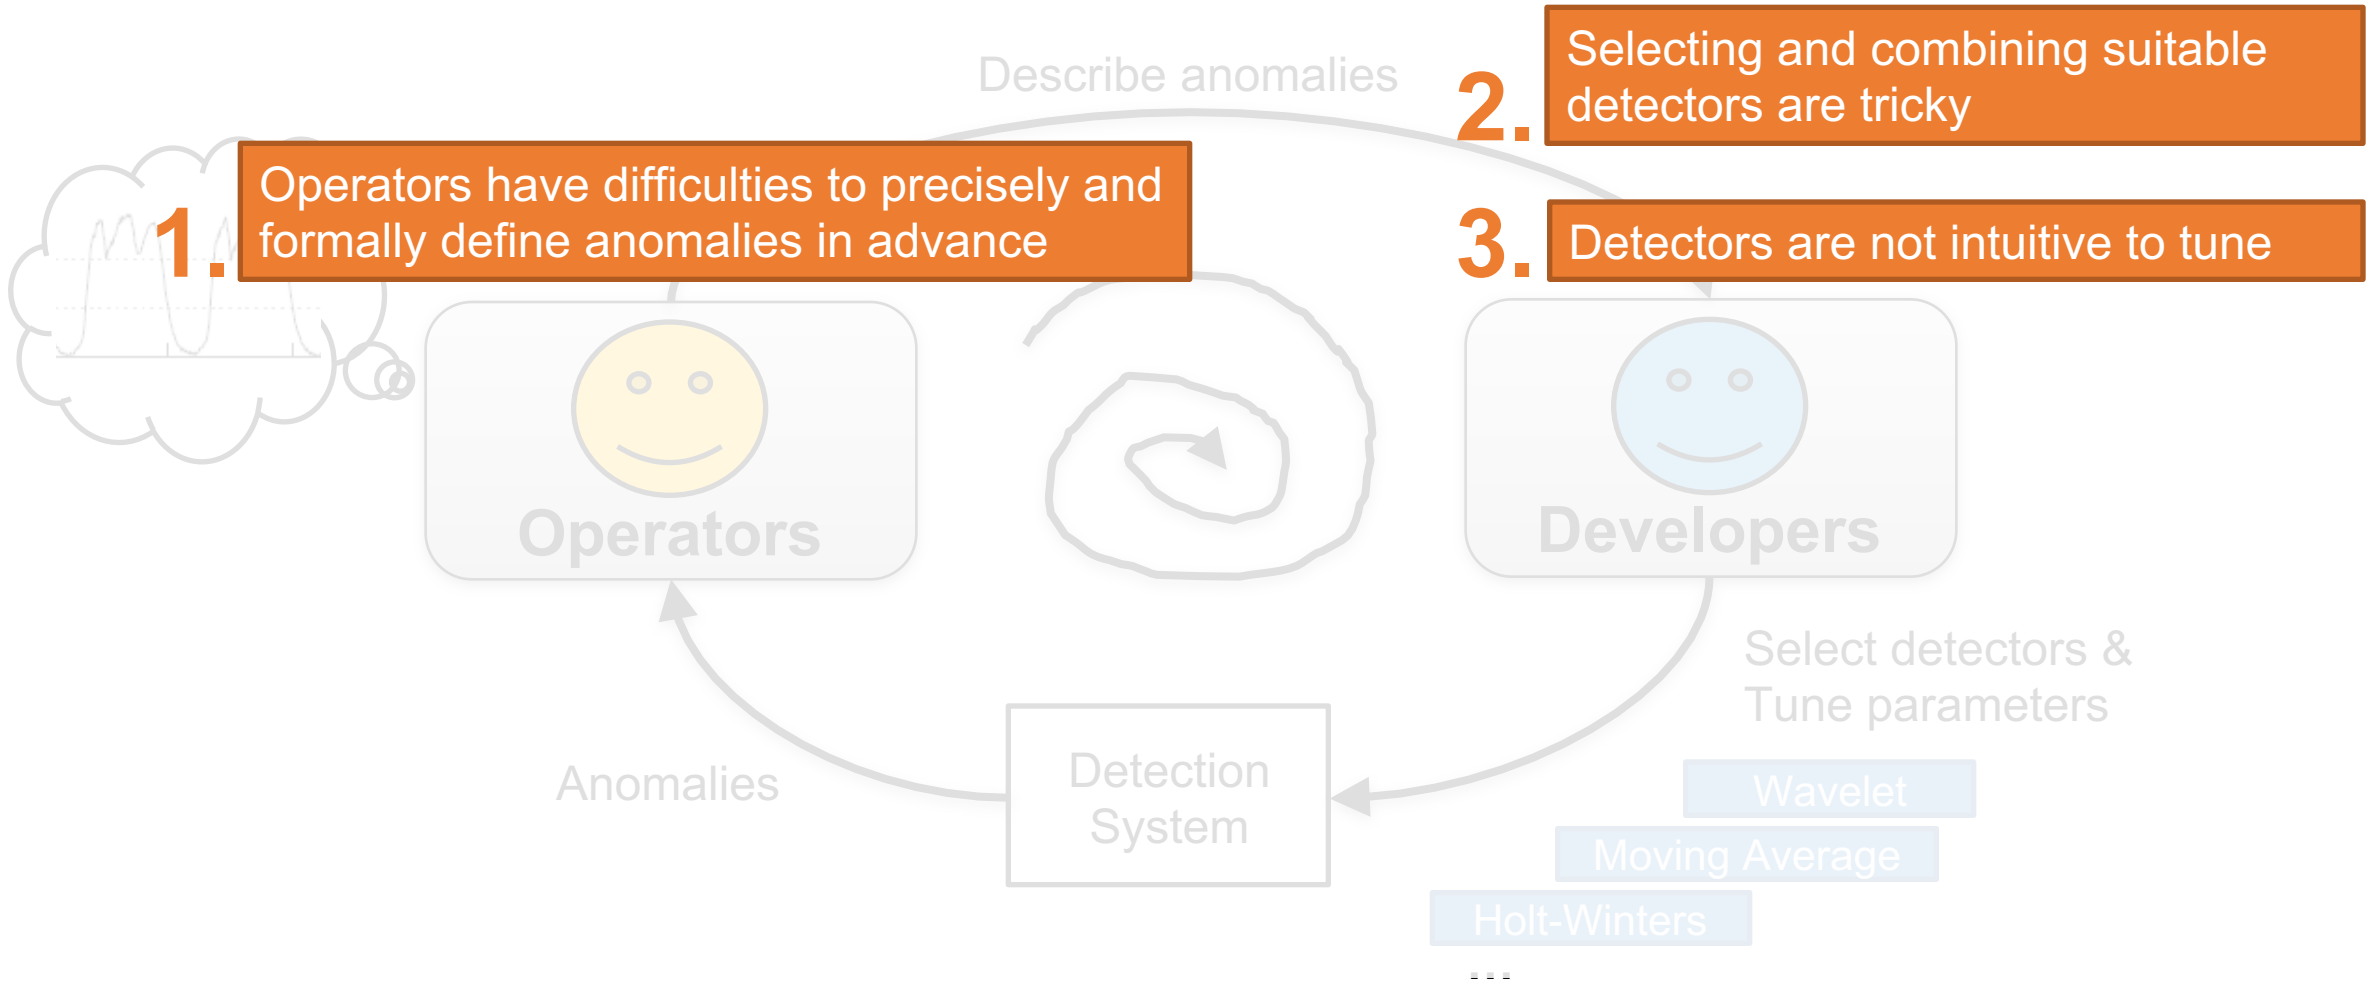 Describe anomalies
2.
Selecting and combining suitable
detectors are tricky
1.
Operators have difficulties to precisely and
formally define anomalies in advance
3.
Detectors are not intuitive to tune
Operators
Developers
Select detectors &
Tune parameters
Anomalies
Detection
System
Wavelet
Moving Average
Holt-Winters
...